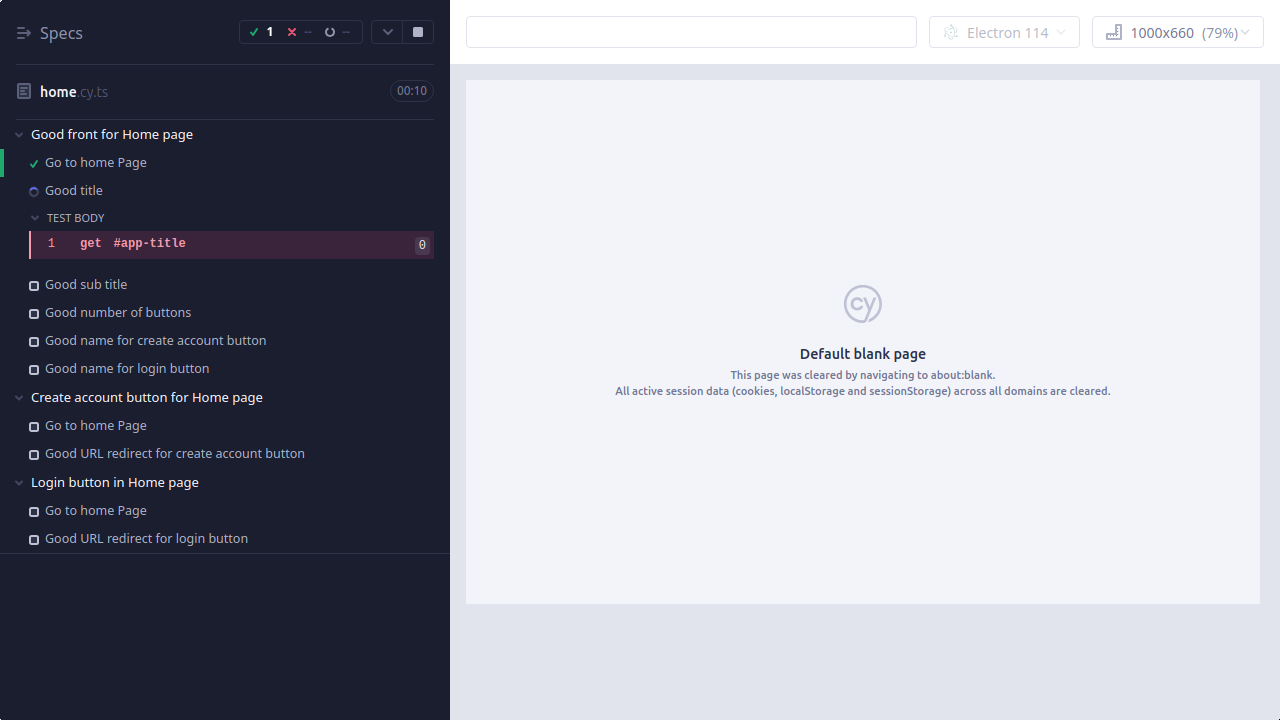 Specs
1 -- --
home.cy.ts 00:10
Good front for Home page
Go to home Page
Good title
TEST BODY
1 get #app-title 0
Good sub title
Good number of buttons
Good name for create account button
Good name for login button
Create account button for Home page
Go to home Page
Good URL redirect for create account button
Login button in Home page
Go to home Page
Good URL redirect for login button
Electron 114
1000x660 (79%)
cy
Default blank page
This page was cleared by navigating to about:blank.
All active session data (cookies, localStorage and sessionStorage) across all domains are cleared.